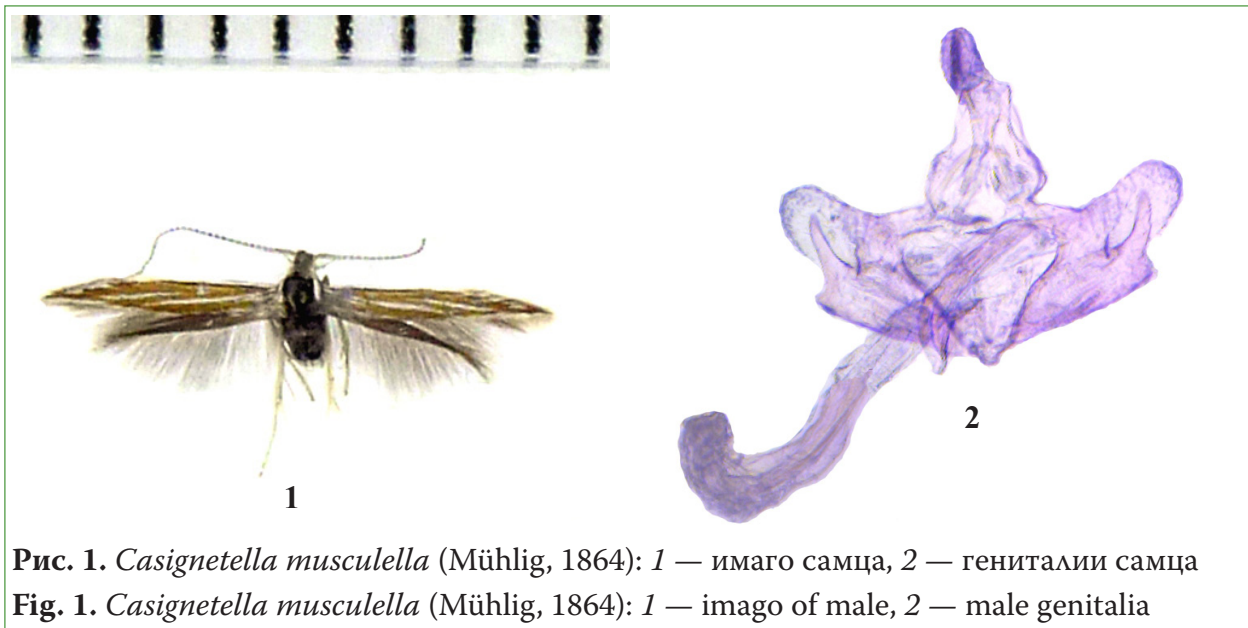 1
2
Рис. 1. Casignetella musculella (Mühlig, 1864): 1 — имаго самца, 2 — гениталии самца
Fig. 1. Casignetella musculella (Mühlig, 1864): 1 — imago of male, 2 — male genitalia